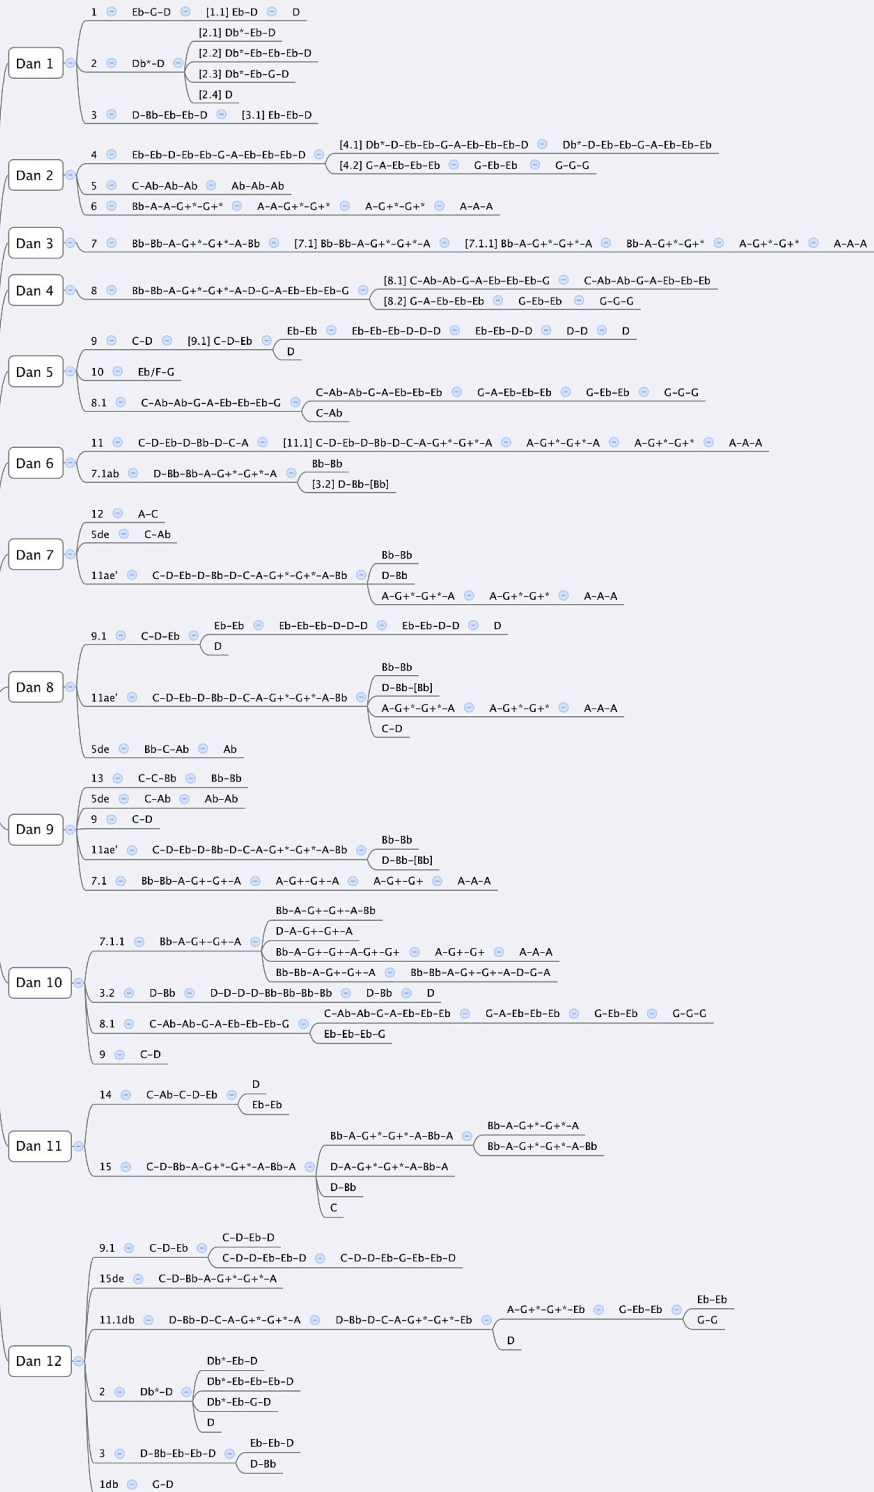 Dan 1
1 Eb-G-D [1.1] Eb-D D
2 Db*-D
[2.1] Db*-Eb-D
[2.2] Db*-Eb-Eb-Eb-D
[2.3] Db*-Eb-G-D
[2.4] D
3 D-Bb-Eb-Eb-D [3.1] Eb-Eb-D
Dan 2
4 Eb-Eb-D-Eb-Eb-G-A-Eb-Eb-Eb-D
[4.1] Db*-D-Eb-Eb-G-A-Eb-Eb-Eb-D Db*-D-Eb-Eb-G-A-Eb-Eb-Eb
[4.2] G-A-Eb-Eb-Eb G-Eb-Eb G-G-G
5 C-Ab-Ab-Ab Ab-Ab-Ab
6 Bb-A-A-G+*-G+* A-A-G+*-G+* A-G+*-G+* A-A-A
Dan 3
7 Bb-Bb-A-G+*-G+*-A-Bb [7.1] Bb-Bb-A-G+*-G+*-A [7.1.1] Bb-A-G+*-G+*-A Bb-A-G+*-G+* A-G+*-G+* A-A-A
Dan 4
8 Bb-Bb-A-G+*-G+*-A-D-G-A-Eb-Eb-Eb-G
[8.1] C-Ab-Ab-G-A-Eb-Eb-Eb-G C-Ab-Ab-G-A-Eb-Eb-Eb
[8.2] G-A-Eb-Eb-Eb G-Eb-Eb G-G-G
Dan 5
9 C-D [9.1] C-D-Eb
Eb-Eb Eb-Eb-Eb-D-D-D Eb-Eb-D-D D-D D
D
10 Eb/F-G
8.1 C-Ab-Ab-G-A-Eb-Eb-Eb-G
C-Ab-Ab-G-A-Eb-Eb-Eb G-A-Eb-Eb-Eb G-Eb-Eb G-G-G
C-Ab
Dan 6
11 C-D-Eb-D-Bb-D-C-A [11.1] C-D-Eb-D-Bb-D-C-A-G+*-G+*-A A-G+*-G+*-A A-G+*-G+* A-A-A
7.1ab D-Bb-Bb-A-G+*-G+*-A
Bb-Bb
[3.2] D-Bb-[Bb]
Dan 7
12 A-C
5de C-Ab
11ae' C-D-Eb-D-Bb-D-C-A-G+*-G+*-A-Bb
Bb-Bb
D-Bb
A-G+*-G+*-A A-G+*-G+* A-A-A
Dan 8
9.1 C-D-Eb
Eb-Eb Eb-Eb-Eb-D-D-D Eb-Eb-D-D D
D
11ae' C-D-Eb-D-Bb-D-C-A-G+*-G+*-A-Bb
Bb-Bb
D-Bb-[Bb]
A-G+*-G+*-A A-G+*-G+* A-A-A
C-D
5de Bb-C-Ab Ab
Dan 9
13 C-C-Bb Bb-Bb
5de C-Ab Ab-Ab
9 C-D
11ae' C-D-Eb-D-Bb-D-C-A-G+*-G+*-A-Bb
Bb-Bb
D-Bb-[Bb]
7.1 Bb-Bb-A-G+-G+-A A-G+-G+-A A-G+-G+ A-A-A
Dan 10
7.1.1 Bb-A-G+-G+-A
Bb-A-G+-G+-A-Bb
D-A-G+-G+-A
Bb-A-G+-G+-A-G+-G+ A-G+-G+ A-A-A
Bb-Bb-A-G+-G+-A Bb-Bb-A-G+-G+-A-D-G-A
3.2 D-Bb D-D-D-D-Bb-Bb-Bb-Bb D-Bb D
8.1 C-Ab-Ab-G-A-Eb-Eb-Eb-G
C-Ab-Ab-G-A-Eb-Eb-Eb G-A-Eb-Eb-Eb G-Eb-Eb G-G-G
Eb-Eb-Eb-G
9 C-D
Dan 11
14 C-Ab-C-D-Eb
D
Eb-Eb
15 C-D-Bb-A-G+*-G+*-A-Bb-A
Bb-A-G+*-G+*-A-Bb-A
Bb-A-G+*-G+*-A
Bb-A-G+*-G+*-A-Bb
D-A-G+*-G+*-A-Bb-A
D-Bb
C
Dan 12
9.1 C-D-Eb
C-D-Eb-D
C-D-D-Eb-Eb-D C-D-D-Eb-G-Eb-Eb-D
15de C-D-Bb-A-G+*-G+*-A
11.1db D-Bb-D-C-A-G+*-G+*-A D-Bb-D-C-A-G+*-G+*-Eb
A-G+*-G+*-Eb G-Eb-Eb
Eb-Eb
G-G
D
2 Db*-D
Db*-Eb-D
Db*-Eb-Eb-Eb-D
Db*-Eb-G-D
D
3 D-Bb-Eb-Eb-D
Eb-Eb-D
D-Bb
1db G-D